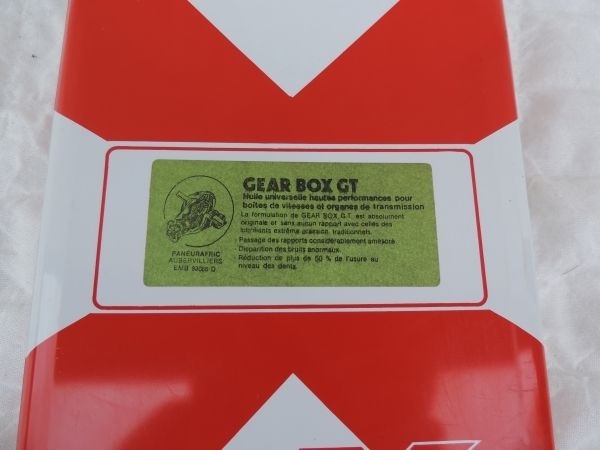 GEAR BOX GT
Huile universelle hautes performances pour
boîtes de vitesses et organes de transmission
La formulation de GEAR BOX G.T. est absolument
originale et sans aucun rapport avec celles des
lubrifiants extrême pression traditionnels.
- Passage des rapports considérablement amélioré
- Disparition des bruits anormaux.
- Réduction de plus de 50 % de l'usure au
niveau des dents.
PANEURAFRIC
AUBERVILLIERS
EMB